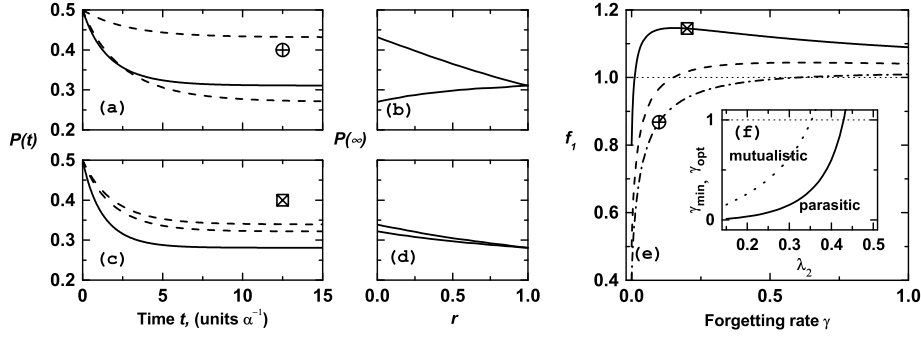 0.5
0.4
0.3
0.2
(a)
(b)
P(t)
P(∞)
0.5
0.4
0.3
0.2
(c)
(d)
0 5 10 15
0.0 0.5 1.0
Time t, (units α⁻¹)
r
1.2
1.0
0.8
0.6
0.4
f₁
(e)
0.0 0.5 1.0
Forgetting rate γ
(f)
1
0
γmin, γopt
mutualistic
parasitic
0.2 0.3 0.4 0.5
λ₂